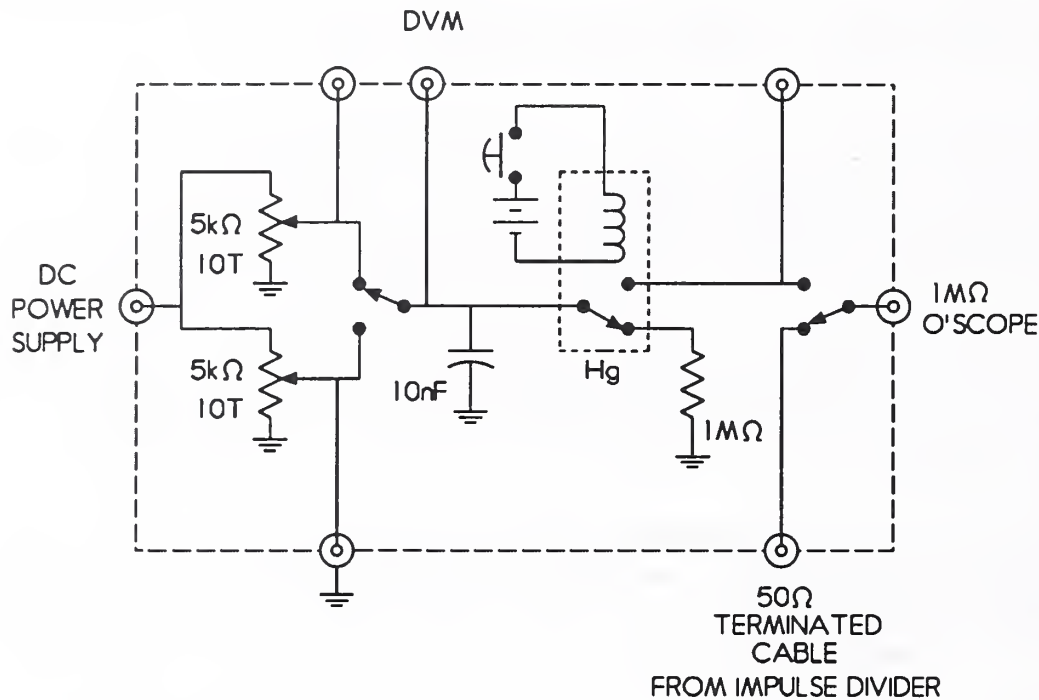 DVM
5kΩ
10T
DC
POWER
SUPPLY
5kΩ
10T
10nF
Hg
1MΩ
1MΩ
O'SCOPE
50Ω
TERMINATED
CABLE
FROM IMPULSE DIVIDER